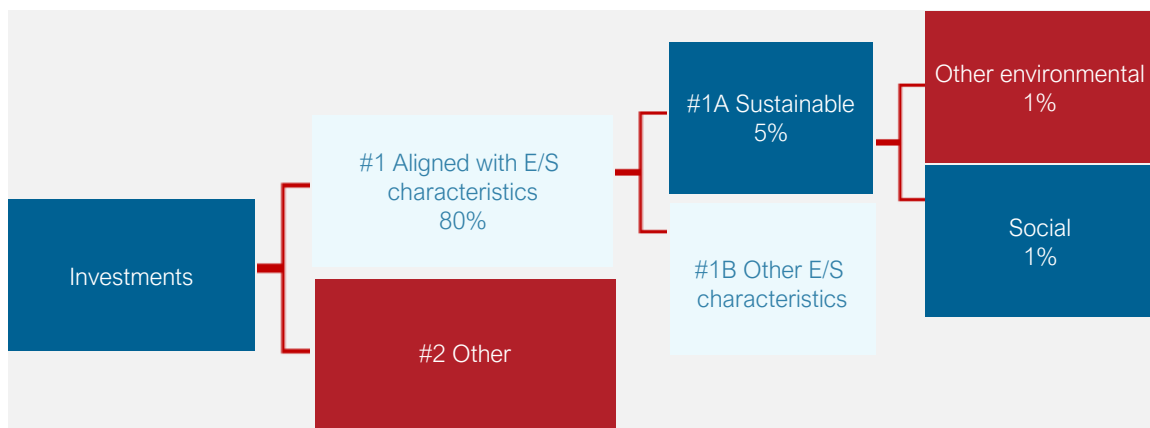 Investments
#1 Aligned with E/S
characteristics
80%
#2 Other
#1A Sustainable
5%
#1B Other E/S
characteristics
Other environmental
1%
Social
1%